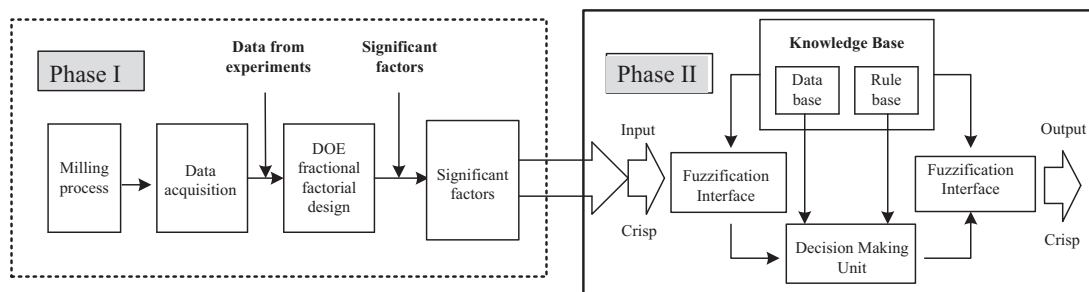 Phase I
Data from
experiments
Significant
factors
Milling
process
Data
acquisition
DOE
fractional
factorial
design
Significant
factors
Phase II
Knowledge Base
Data
base
Rule
base
Input
Crisp
Fuzzification
Interface
Decision Making
Unit
Fuzzification
Interface
Output
Crisp